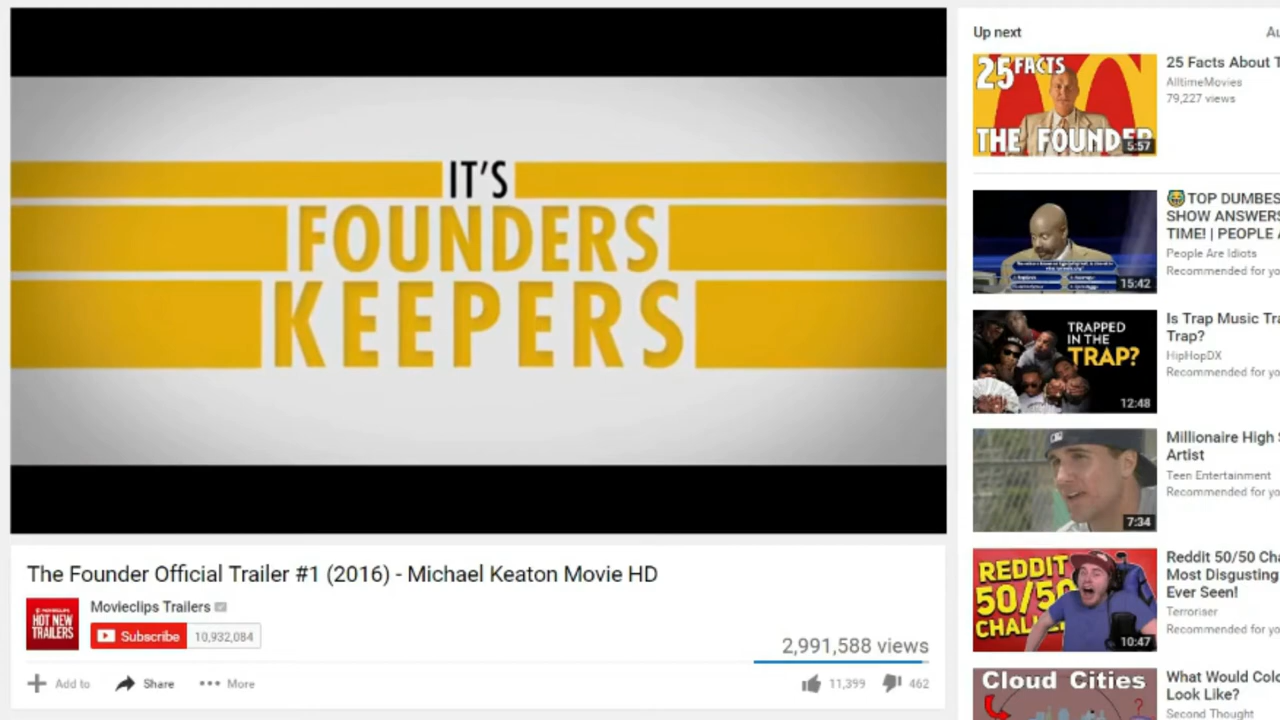 IT'S
FOUNDERS
KEEPERS
The Founder Official Trailer #1 (2016) - Michael Keaton Movie HD
HOT NEW
TRAILERS
Movieclips Trailers
Subscribe 10,932,084
2,991,588 views
Add to Share More 11,399 462
Up next
25 FACTS
THE FOUNDER
5:57
25 Facts About T
AlltimeMovies
79,227 views
15:42
TOP DUMBES
SHOW ANSWERS
TIME! | PEOPLE A
People Are Idiots
Recommended for yo
TRAPPED
IN THE
TRAP?
12:48
Is Trap Music Tra
Trap?
HipHopDX
Recommended for yo
7:34
Millionaire High S
Artist
Teen Entertainment
Recommended for yo
REDDIT
50/50
CHALLE
10:47
Reddit 50/50 Cha
Most Disgusting
Ever Seen!
Terroriser
Recommended for yo
Cloud Cities
?
What Would Colo
Look Like?
Second Thought